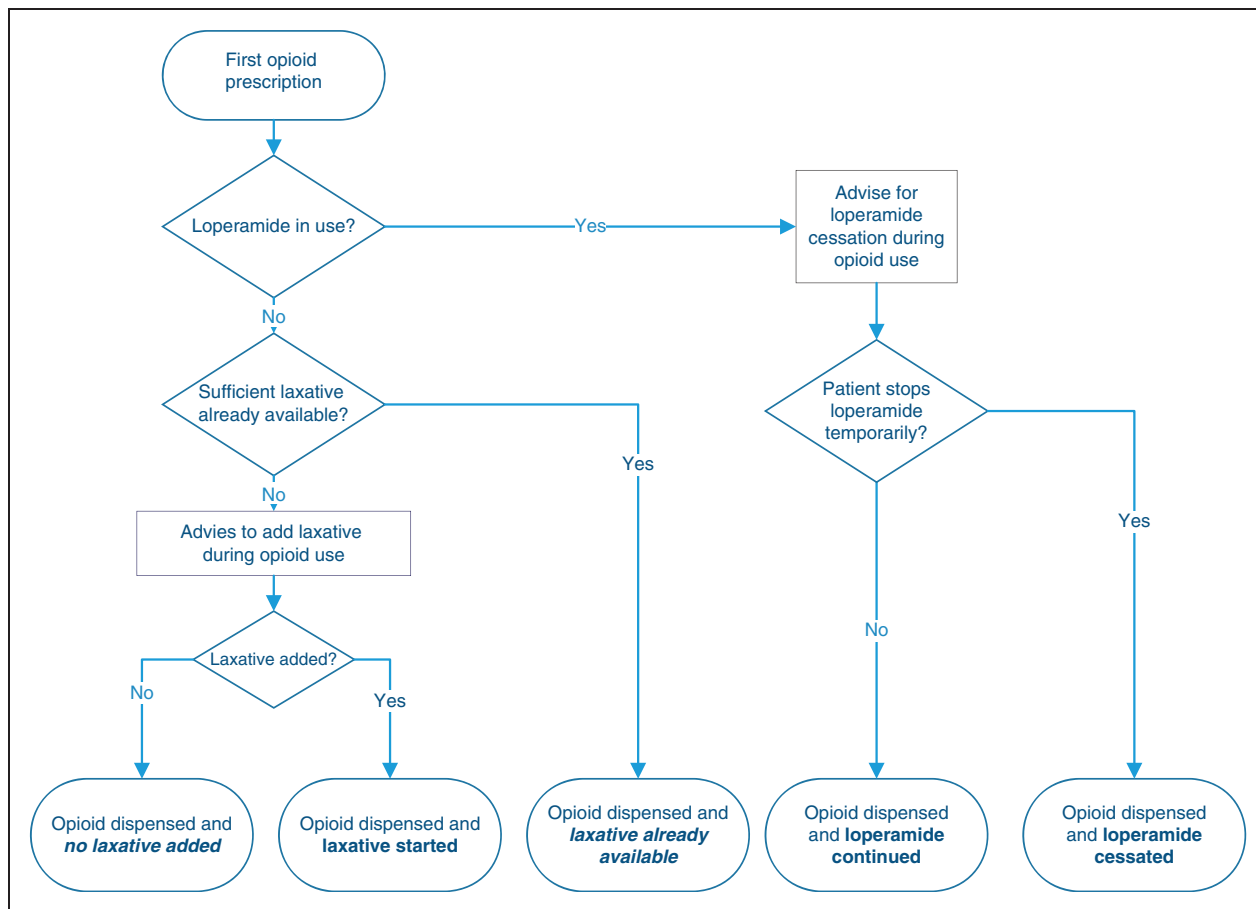 First opioid
prescription
Loperamide in use?
Yes
Advise for
loperamide
cessation during
opioid use
No
Sufficient laxative
already available?
Patient stops
loperamide
temporarily?
Yes
No
Yes
Advies to add laxative
during opioid use
No
Laxative added?
No
Yes
Opioid dispensed and
no laxative added
Opioid dispensed and
laxative started
Opioid dispensed and
laxative already
available
Opioid dispensed
and loperamide
continued
Opioid dispensed
and loperamide
cessated